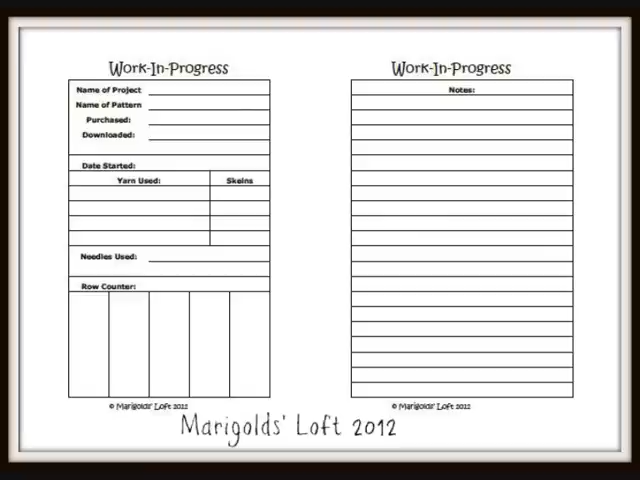 Work-In-Progress
Name of Project
Name of Pattern
Purchased:
Downloaded:
Date Started:
Yarn Used: Skeins
Needles Used:
Row Counter:
© Marigolds' Loft 2012
Work-In-Progress
Notes:
© Marigolds' Loft 2012
Marigolds' Loft 2012